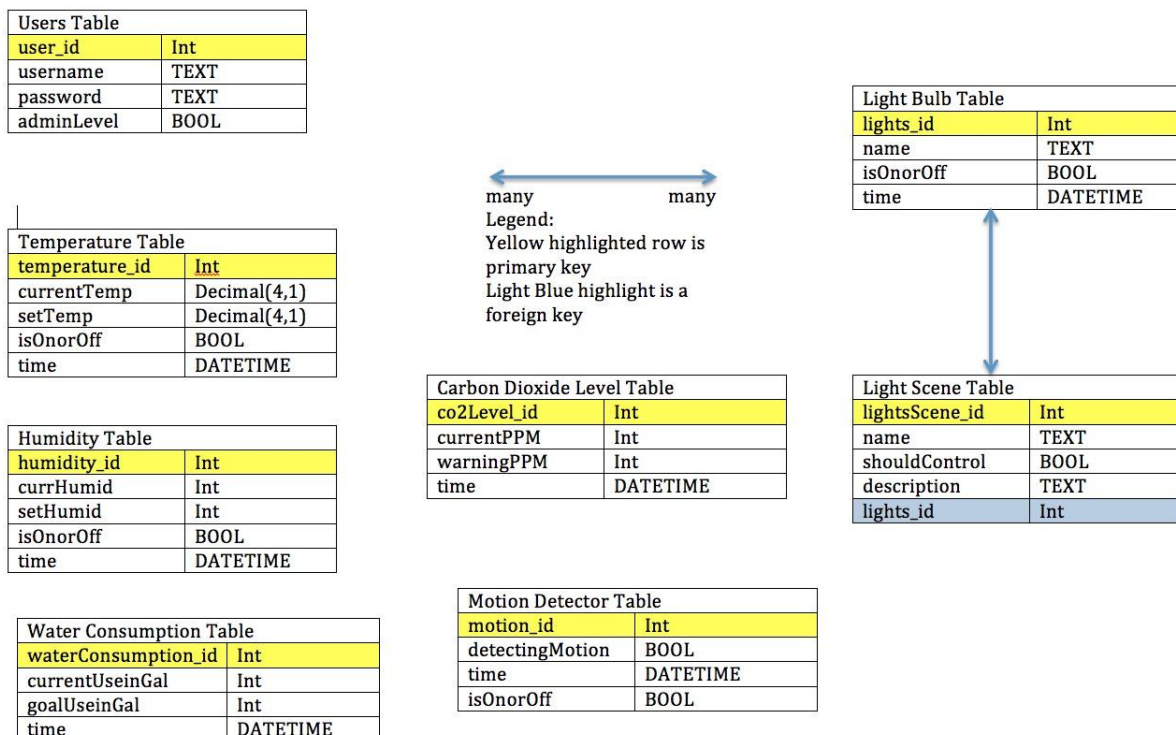 Users Table
user_id Int
username TEXT
password TEXT
adminLevel BOOL
Temperature Table
temperature_id Int
currentTemp Decimal(4,1)
setTemp Decimal(4,1)
isOnorOff BOOL
time DATETIME
Humidity Table
humidity_id Int
currHumid Int
setHumid Int
isOnorOff BOOL
time DATETIME
Water Consumption Table
waterConsumption_id Int
currentUseinGal Int
goalUseinGal Int
time DATETIME
many many
Legend:
Yellow highlighted row is
primary key
Light Blue highlight is a
foreign key
Carbon Dioxide Level Table
co2Level_id Int
currentPPM Int
warningPPM Int
time DATETIME
Motion Detector Table
motion_id Int
detectingMotion BOOL
time DATETIME
isOnorOff BOOL
Light Bulb Table
lights_id Int
name TEXT
isOnorOff BOOL
time DATETIME
Light Scene Table
lightsScene_id Int
name TEXT
shouldControl BOOL
description TEXT
lights_id Int